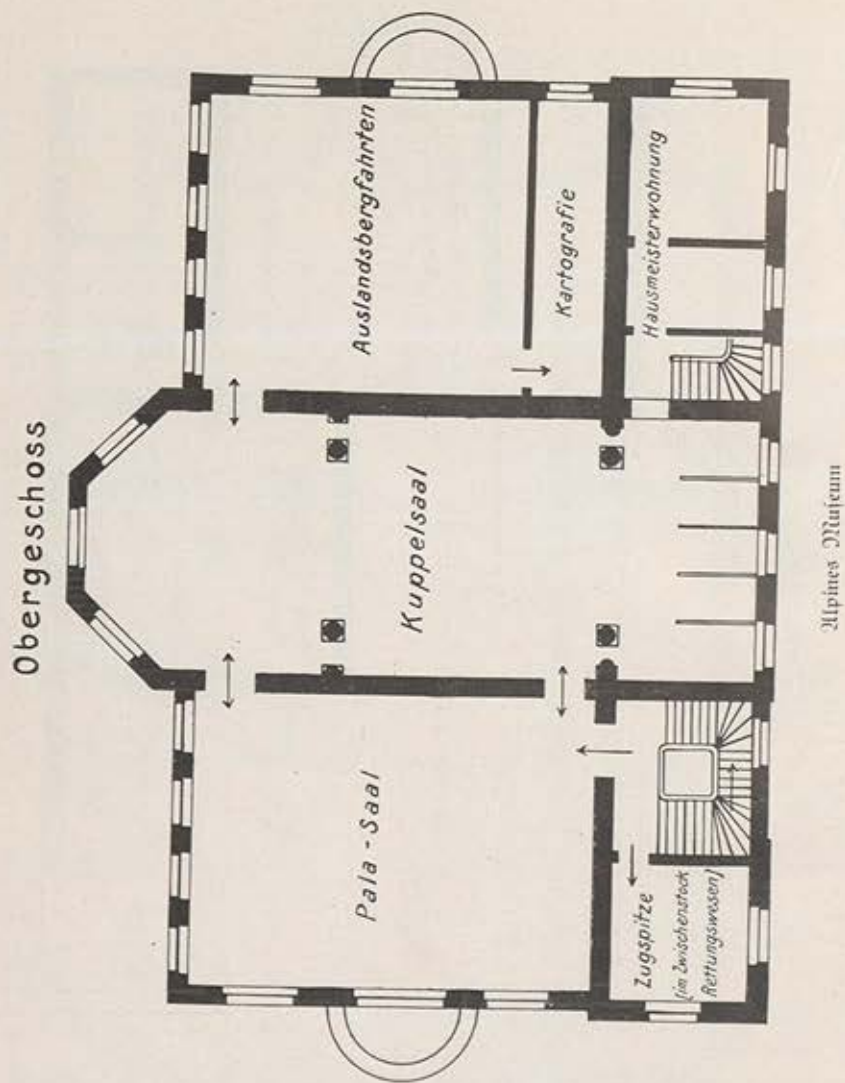 Obergeschoss
Pala - Saal
Kuppelsaal
Auslandsbergfahrten
Kartografie
Hausmeisterwohnung
Zugspitze
[im Zwischenstock
Rettungswesen]
Alpines Museum